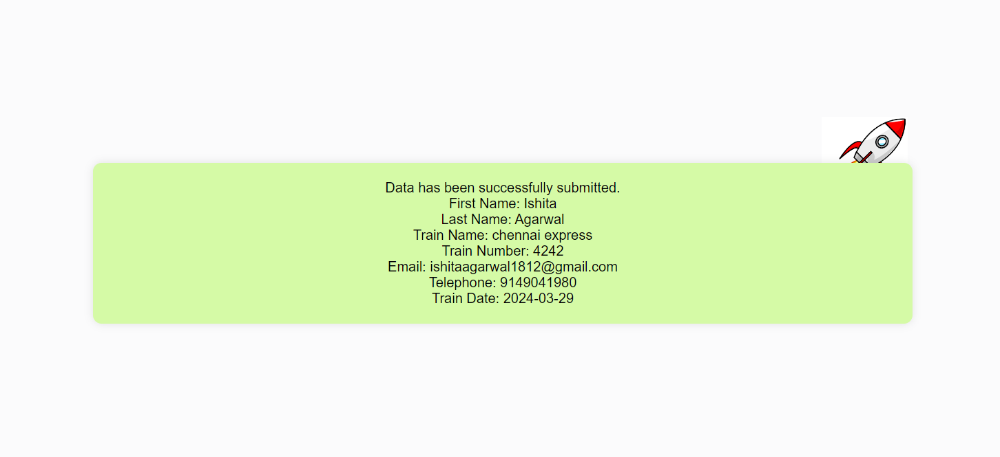 Data has been successfully submitted.
First Name: Ishita
Last Name: Agarwal
Train Name: chennai express
Train Number: 4242
Email: ishitaagarwal1812@gmail.com
Telephone: 9149041980
Train Date: 2024-03-29